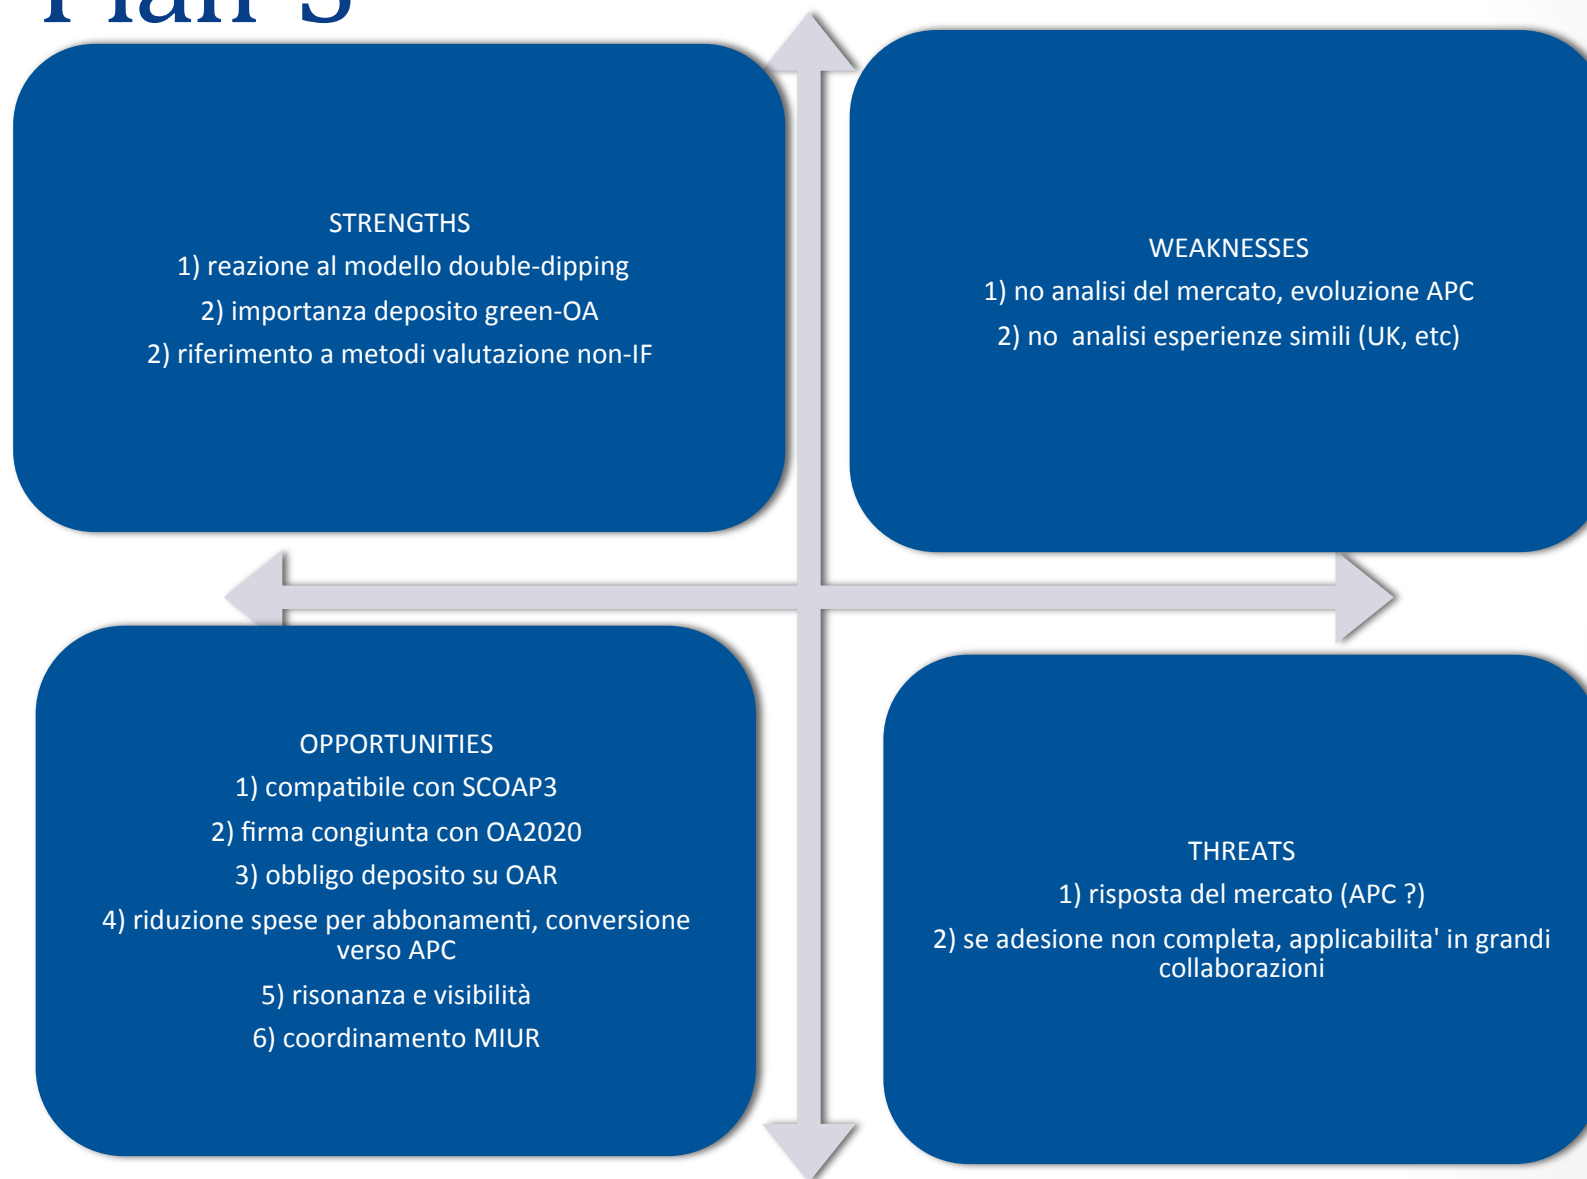 Plan S
STRENGTHS
1) reazione al modello double-dipping
2) importanza deposito green-OA
2) riferimento a metodi valutazione non-IF
WEAKNESSES
1) no analisi del mercato, evoluzione APC
2) no  analisi esperienze simili (UK, etc)
OPPORTUNITIES
1) compatibile con SCOAP3
2) firma congiunta con OA2020
3) obbligo deposito su OAR
4) riduzione spese per abbonamenti, conversione
verso APC
5) risonanza e visibilità
6) coordinamento MIUR
THREATS
1) risposta del mercato (APC ?)
2) se adesione non completa, applicabilita' in grandi
collaborazioni